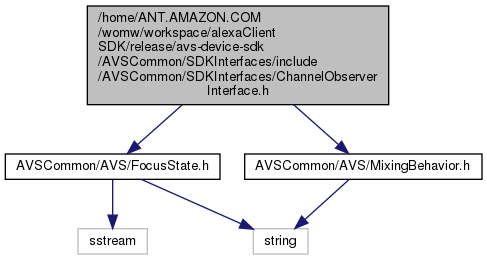 /home/ANT.AMAZON.COM
/womw/workspace/alexaClient
SDK/release/avs-device-sdk
/AVSCommon/SDKInterfaces/include
/AVSCommon/SDKInterfaces/ChannelObserver
Interface.h
AVSCommon/AVS/FocusState.h
AVSCommon/AVS/MixingBehavior.h
sstream
string